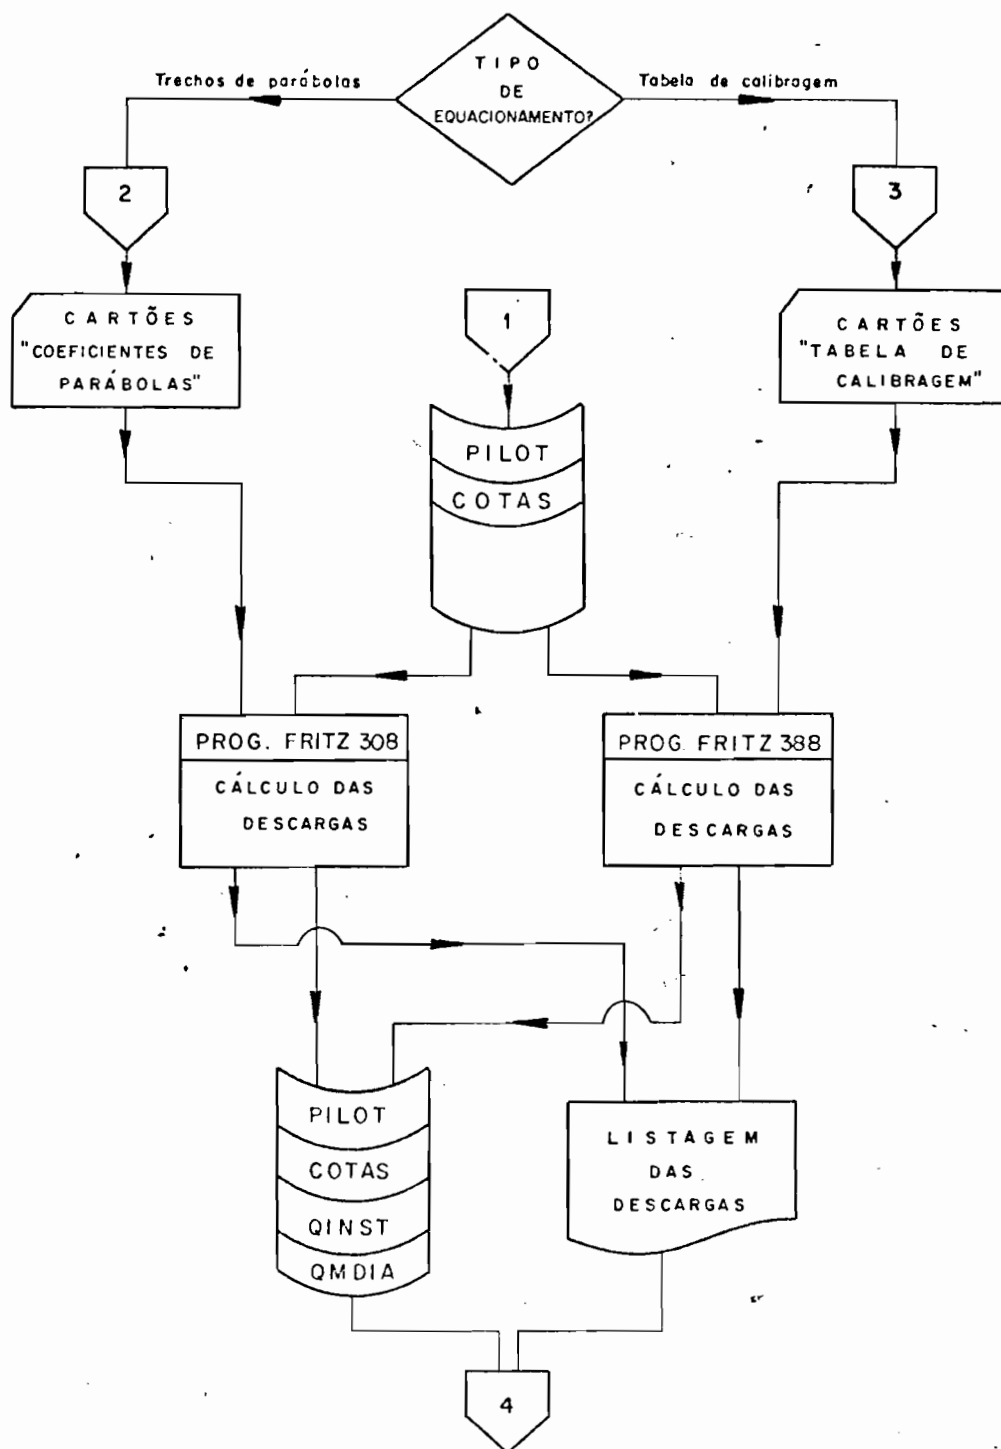 TIPO
DE
EQUACIONAMENTO?
Trechos de parábolas
Tabela de calibragem
2
3
CARTÕES
"COEFICIENTES DE
PARÁBOLAS"
1
CARTÕES
"TABELA DE
CALIBRAGEM"
PILOT
COTAS
PROG. FRITZ 308
CÁLCULO DAS
DESCARGAS
PROG. FRITZ 388
CÁLCULO DAS
DESCARGAS
PILOT
COTAS
QINST
QMDIA
LISTAGEM
DAS
DESCARGAS
4